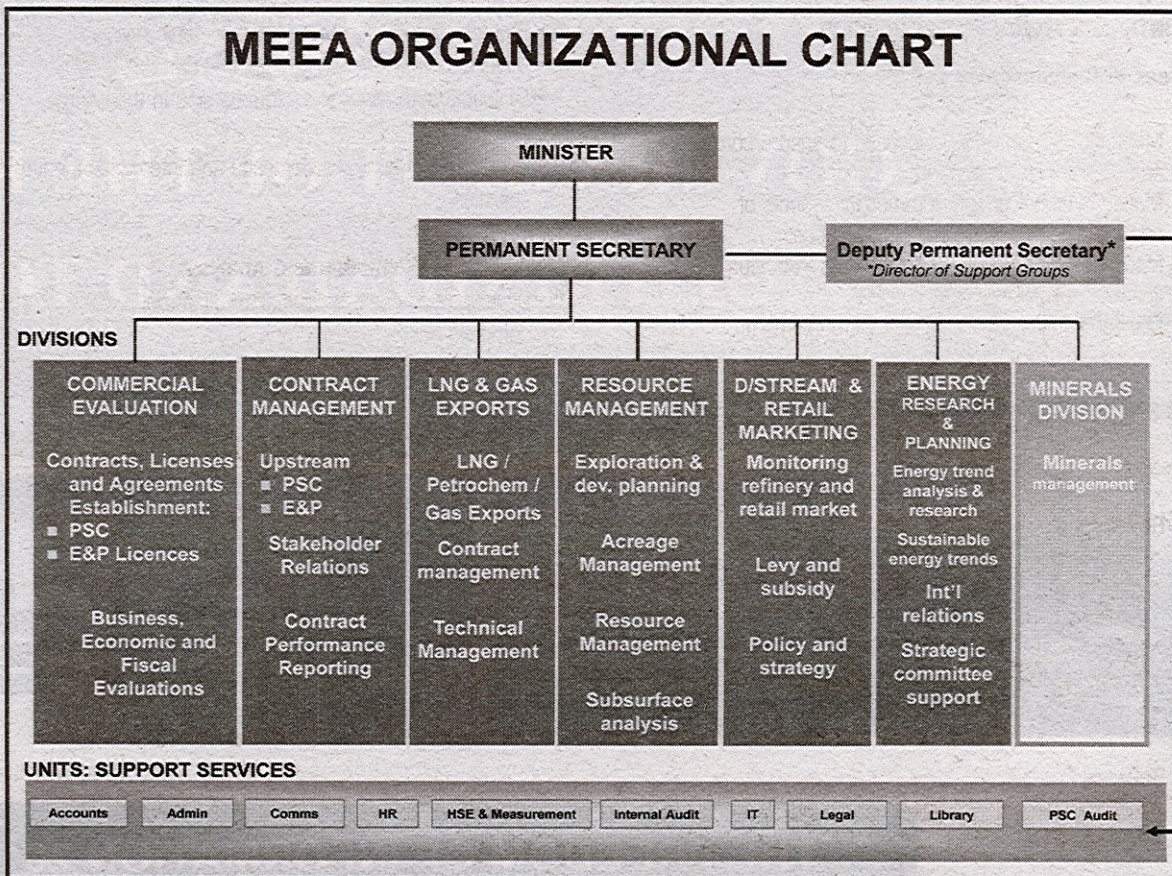 MEEA ORGANIZATIONAL CHART
MINISTER
PERMANENT SECRETARY
Deputy Permanent Secretary*
*Director of Support Groups
DIVISIONS
COMMERCIAL
EVALUATION
Contracts, Licenses
and Agreements
Establishment:
■ PSC
■ E&P Licences
Business,
Economic and
Fiscal
Evaluations
CONTRACT
MANAGEMENT
Upstream
■ PSC
■ E&P
Stakeholder
Relations
Contract
Performance
Reporting
LNG & GAS
EXPORTS
LNG /
Petrochem /
Gas Exports
Contract
management
Technical
Management
RESOURCE
MANAGEMENT
Exploration &
dev. planning
Acreage
Management
Resource
Management
Subsurface
analysis
D/STREAM &
RETAIL
MARKETING
Monitoring
refinery and
retail market
Levy and
subsidy
Policy and
strategy
ENERGY
RESEARCH
&
PLANNING
Energy trend
analysis &
research
Sustainable
energy trends
Int'l
relations
Strategic
committee
support
MINERALS
DIVISION
Minerals
management
UNITS: SUPPORT SERVICES
Accounts
Admin
Comms
HR
HSE & Measurement
Internal Audit
IT
Legal
Library
PSC Audit